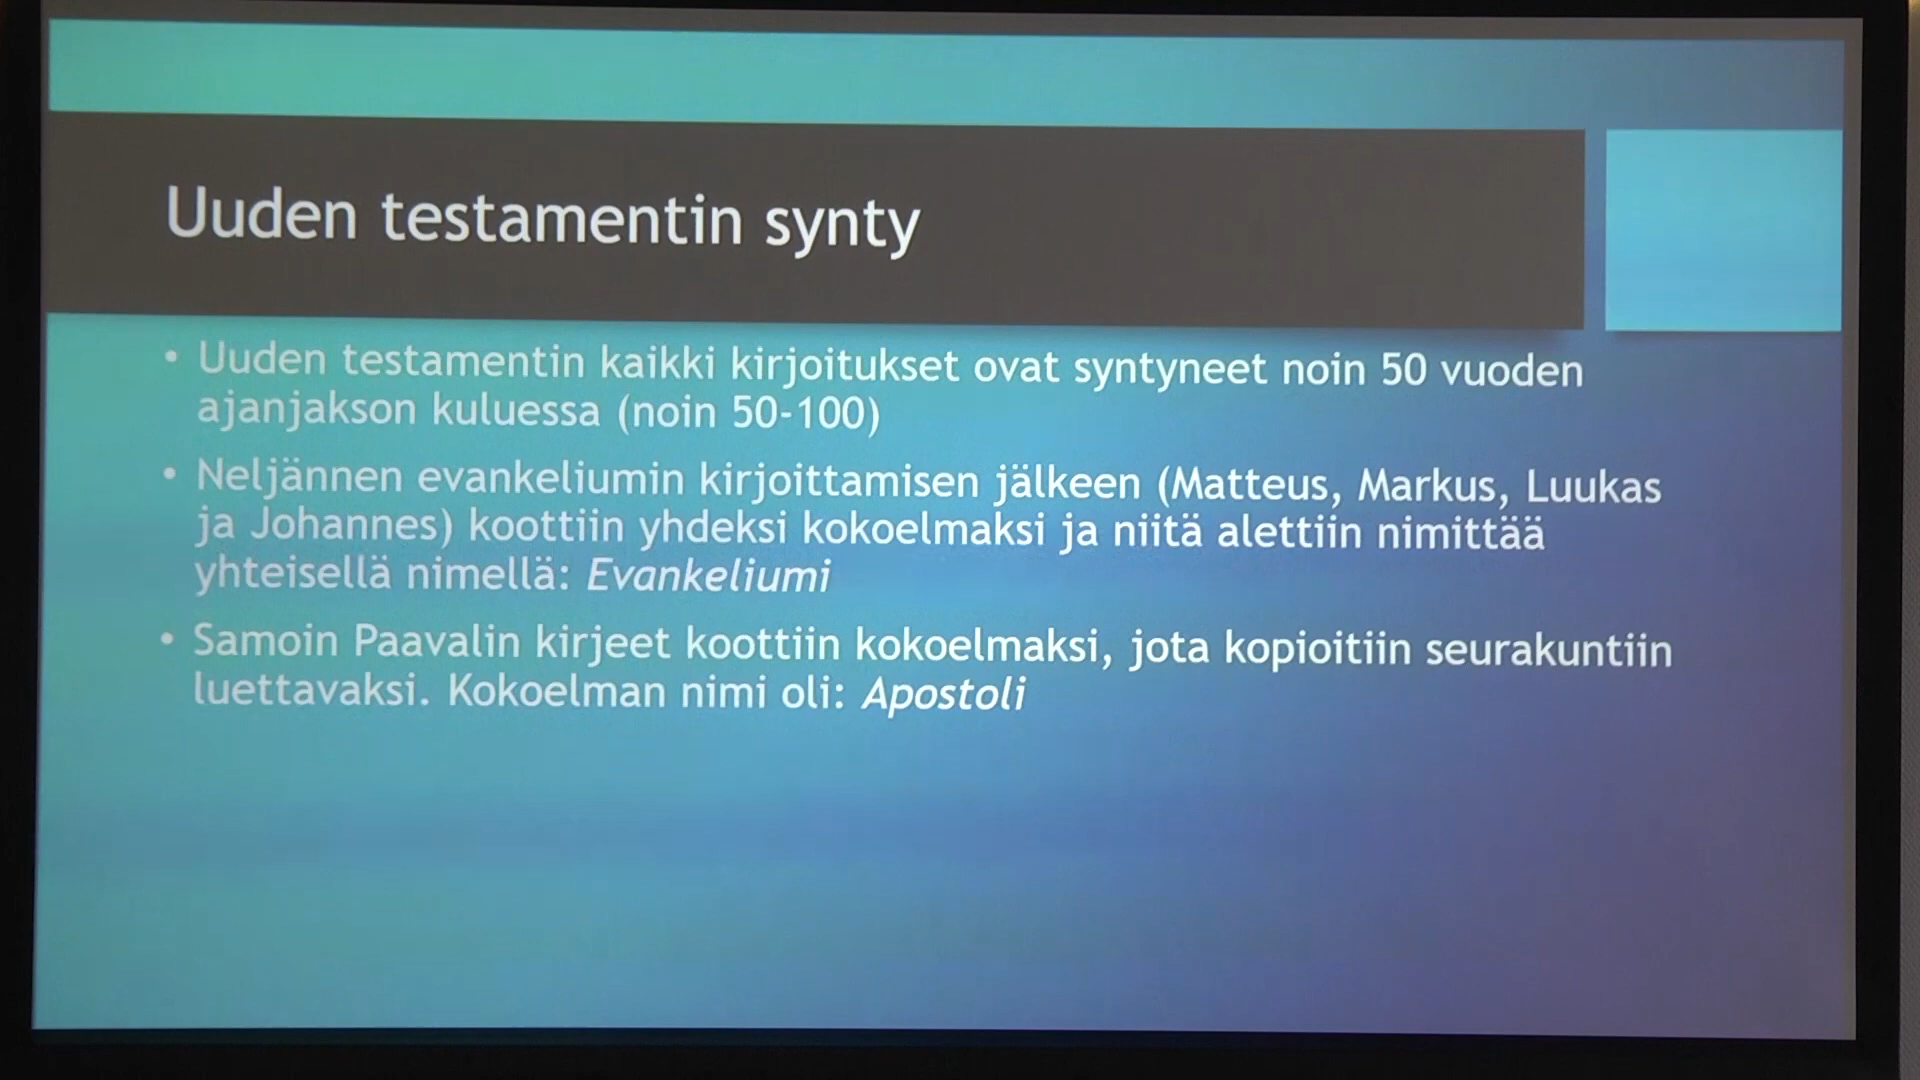 Uuden testamentin synty
• Uuden testamentin kaikki kirjoitukset ovat syntyneet noin 50 vuoden
ajanjakson kuluessa (noin 50-100)
• Neljännen evankeliumin kirjoittamisen jälkeen (Matteus, Markus, Luukas
ja Johannes) koottiin yhdeksi kokoelmaksi ja niitä alettiin nimittää
yhteisellä nimellä: Evankeliumi
• Samoin Paavalin kirjeet koottiin kokoelmaksi, jota kopioitiin seurakuntiin
luettavaksi. Kokoelman nimi oli: Apostoli